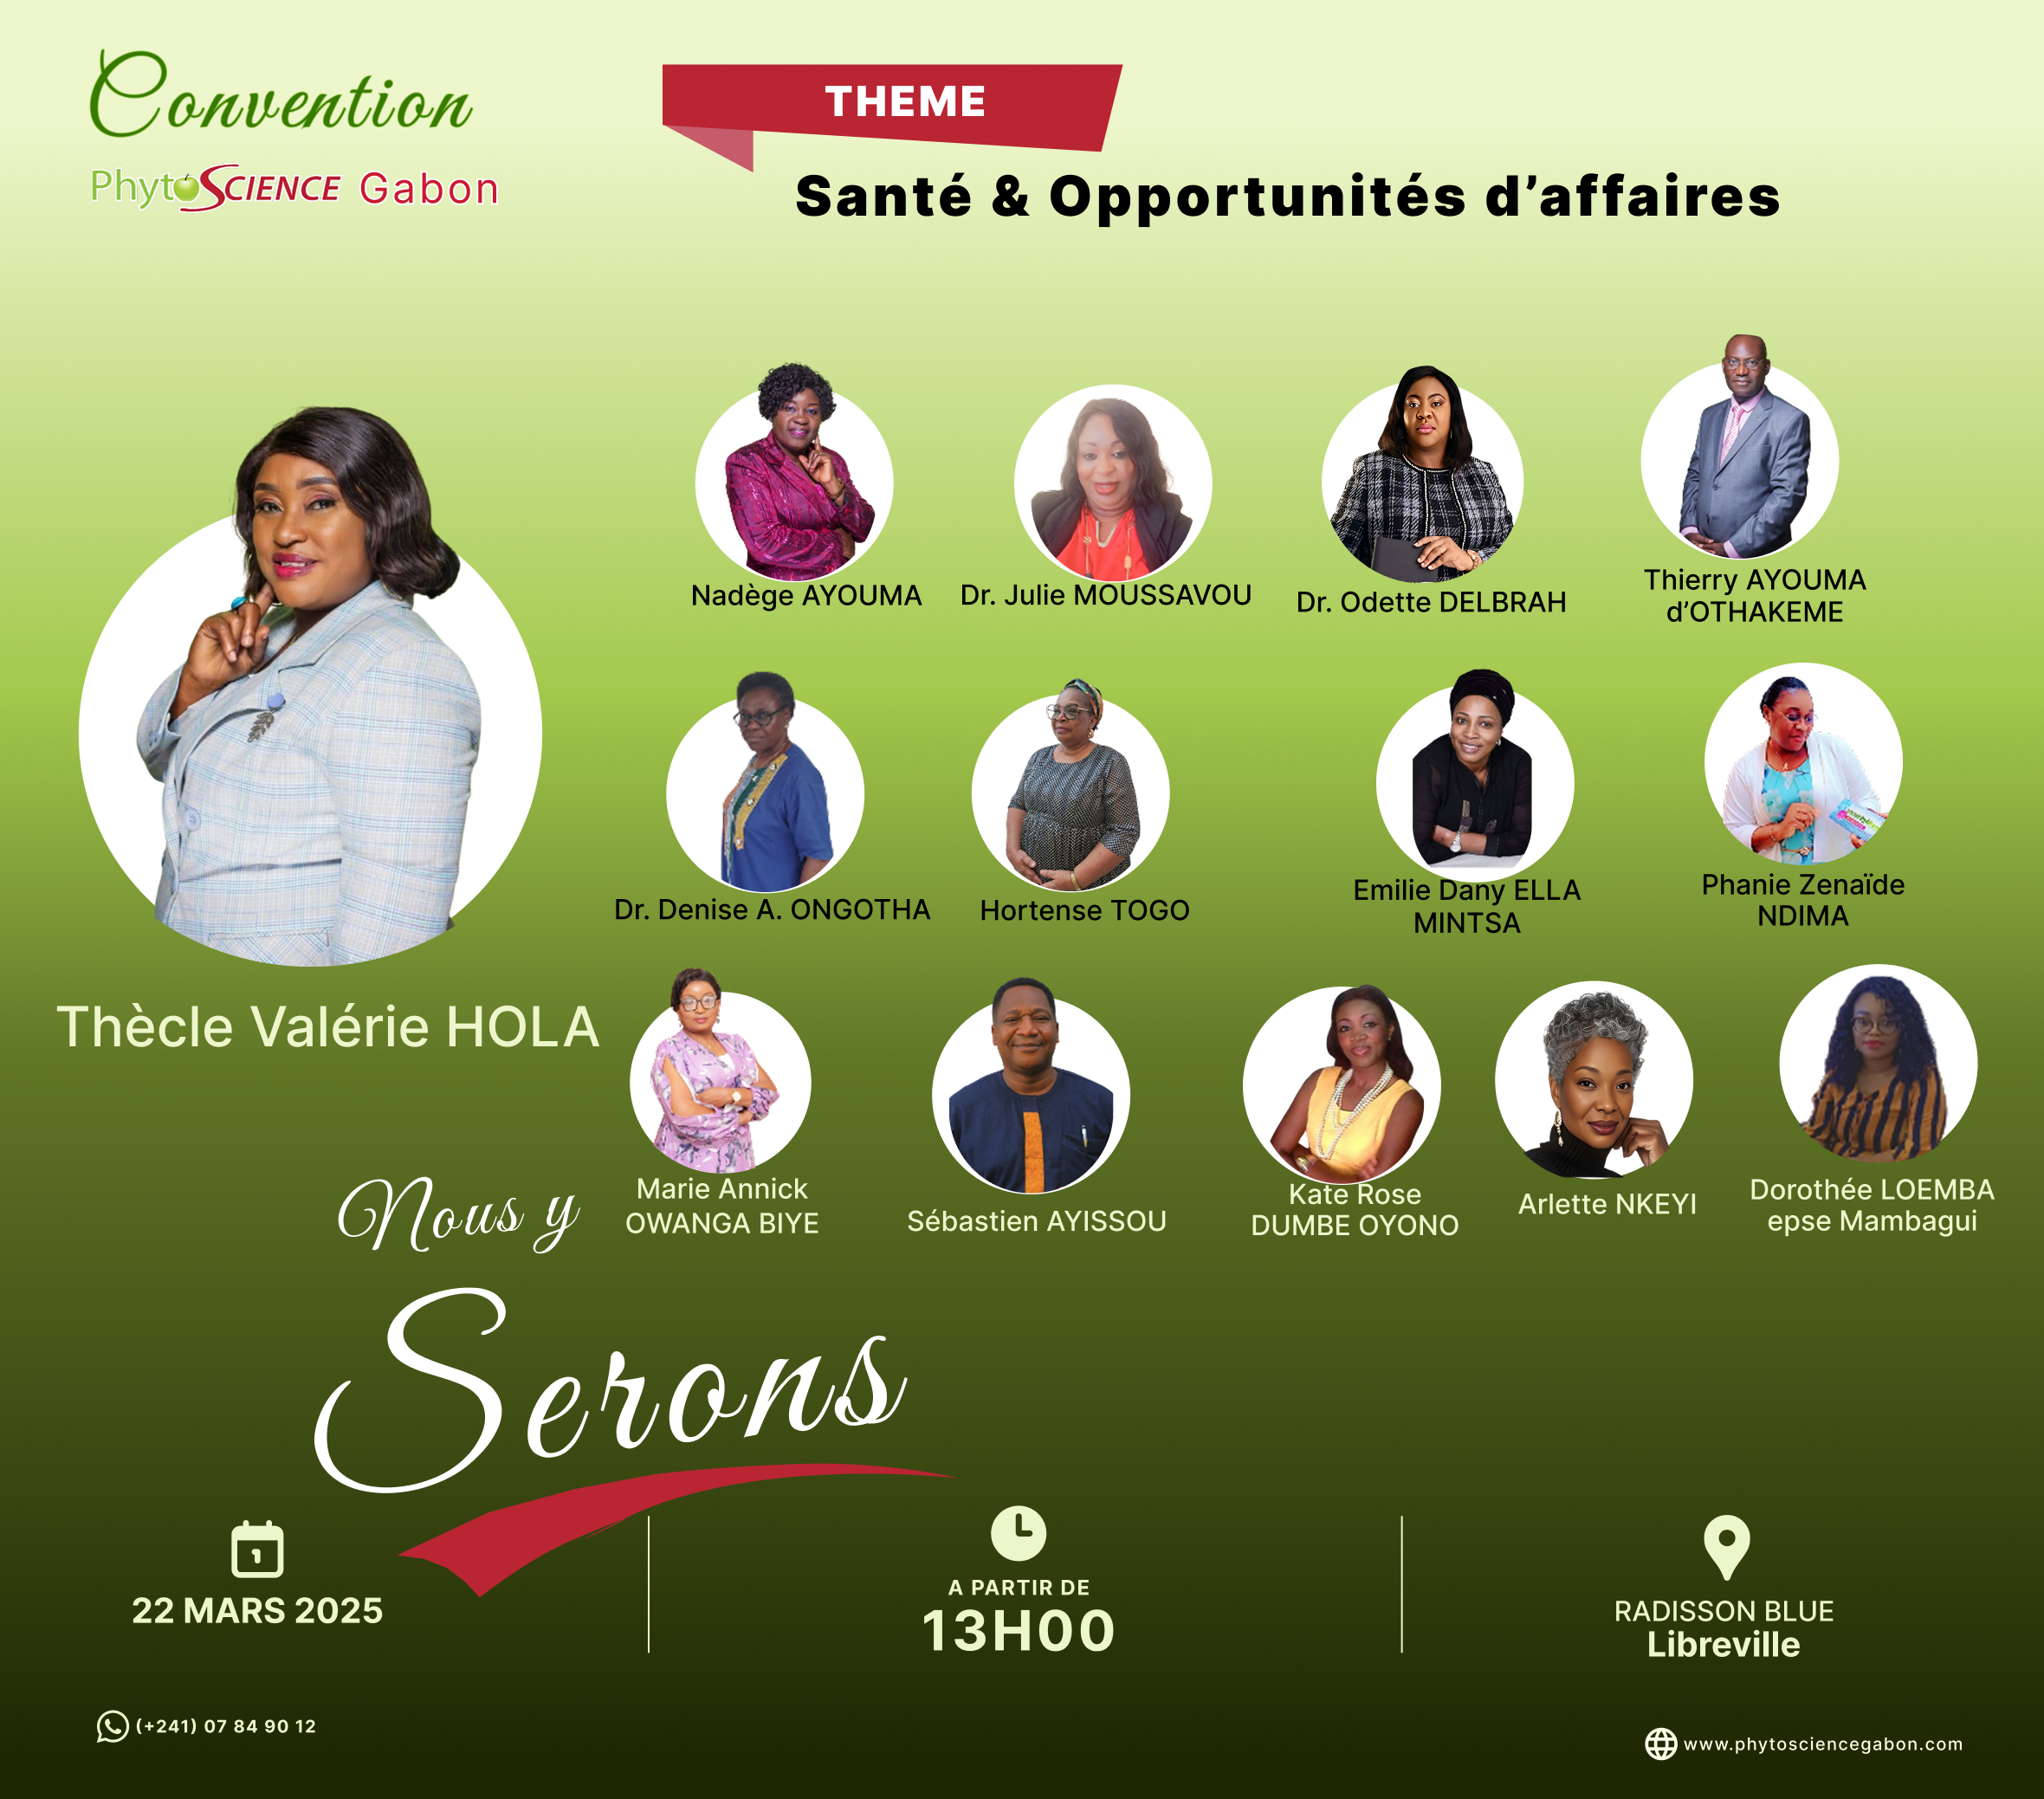 Convention
PhytoSCIENCE Gabon
THEME
Santé & Opportunités d’affaires
Nadège AYOUMA
Dr. Julie MOUSSAVOU
Dr. Odette DELBRAH
Thierry AYOUMA
d’OTHAKEME
Dr. Denise A. ONGOTHA
Hortense TOGO
Emilie Dany ELLA
MINTSA
Phanie Zenaïde
NDIMA
Thècle Valérie HOLA
Marie Annick
OWANGA BIYE
Sébastien AYISSOU
Kate Rose
DUMBE OYONO
Arlette NKEYI
Dorothée LOEMBA
epse Mambagui
Nous y
Serons
1
22 MARS 2025
A PARTIR DE
13H00
RADISSON BLUE
Libreville
(+241) 07 84 90 12
www.phytosciencegabon.com